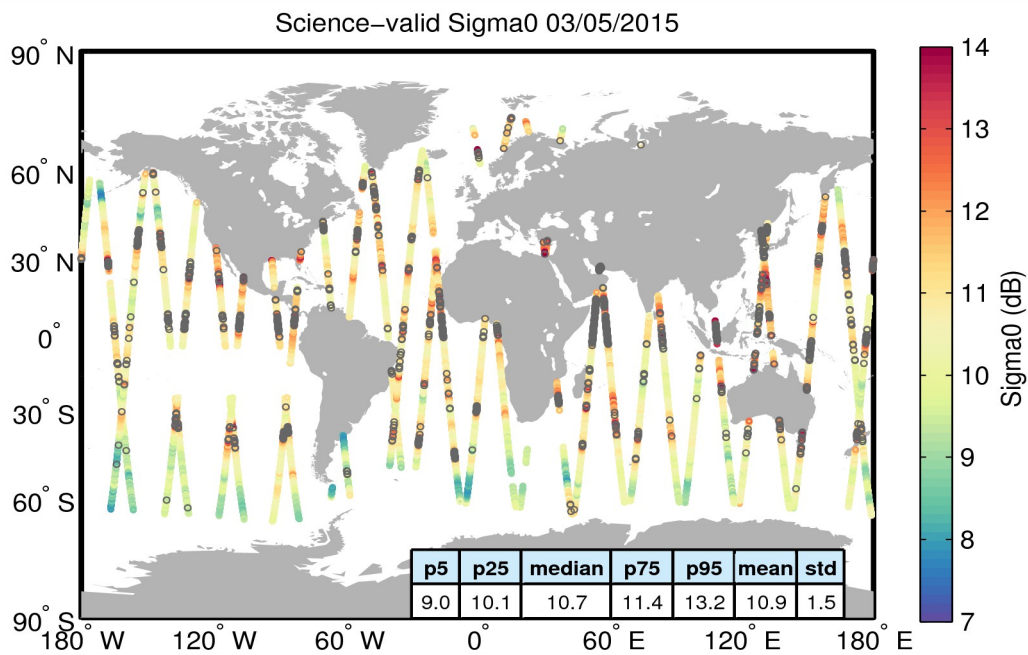 Science−valid Sigma0 03/05/2015
90° N
60° N
30° N
0°
30° S
60° S
90° S
180° W
120° W
60° W
0°
60° E
120° E
180° E
14
13
12
11
10
9
8
7
Sigma0 (dB)
p5 p25 median p75 p95 mean std
9.0 10.1 10.7 11.4 13.2 10.9 1.5